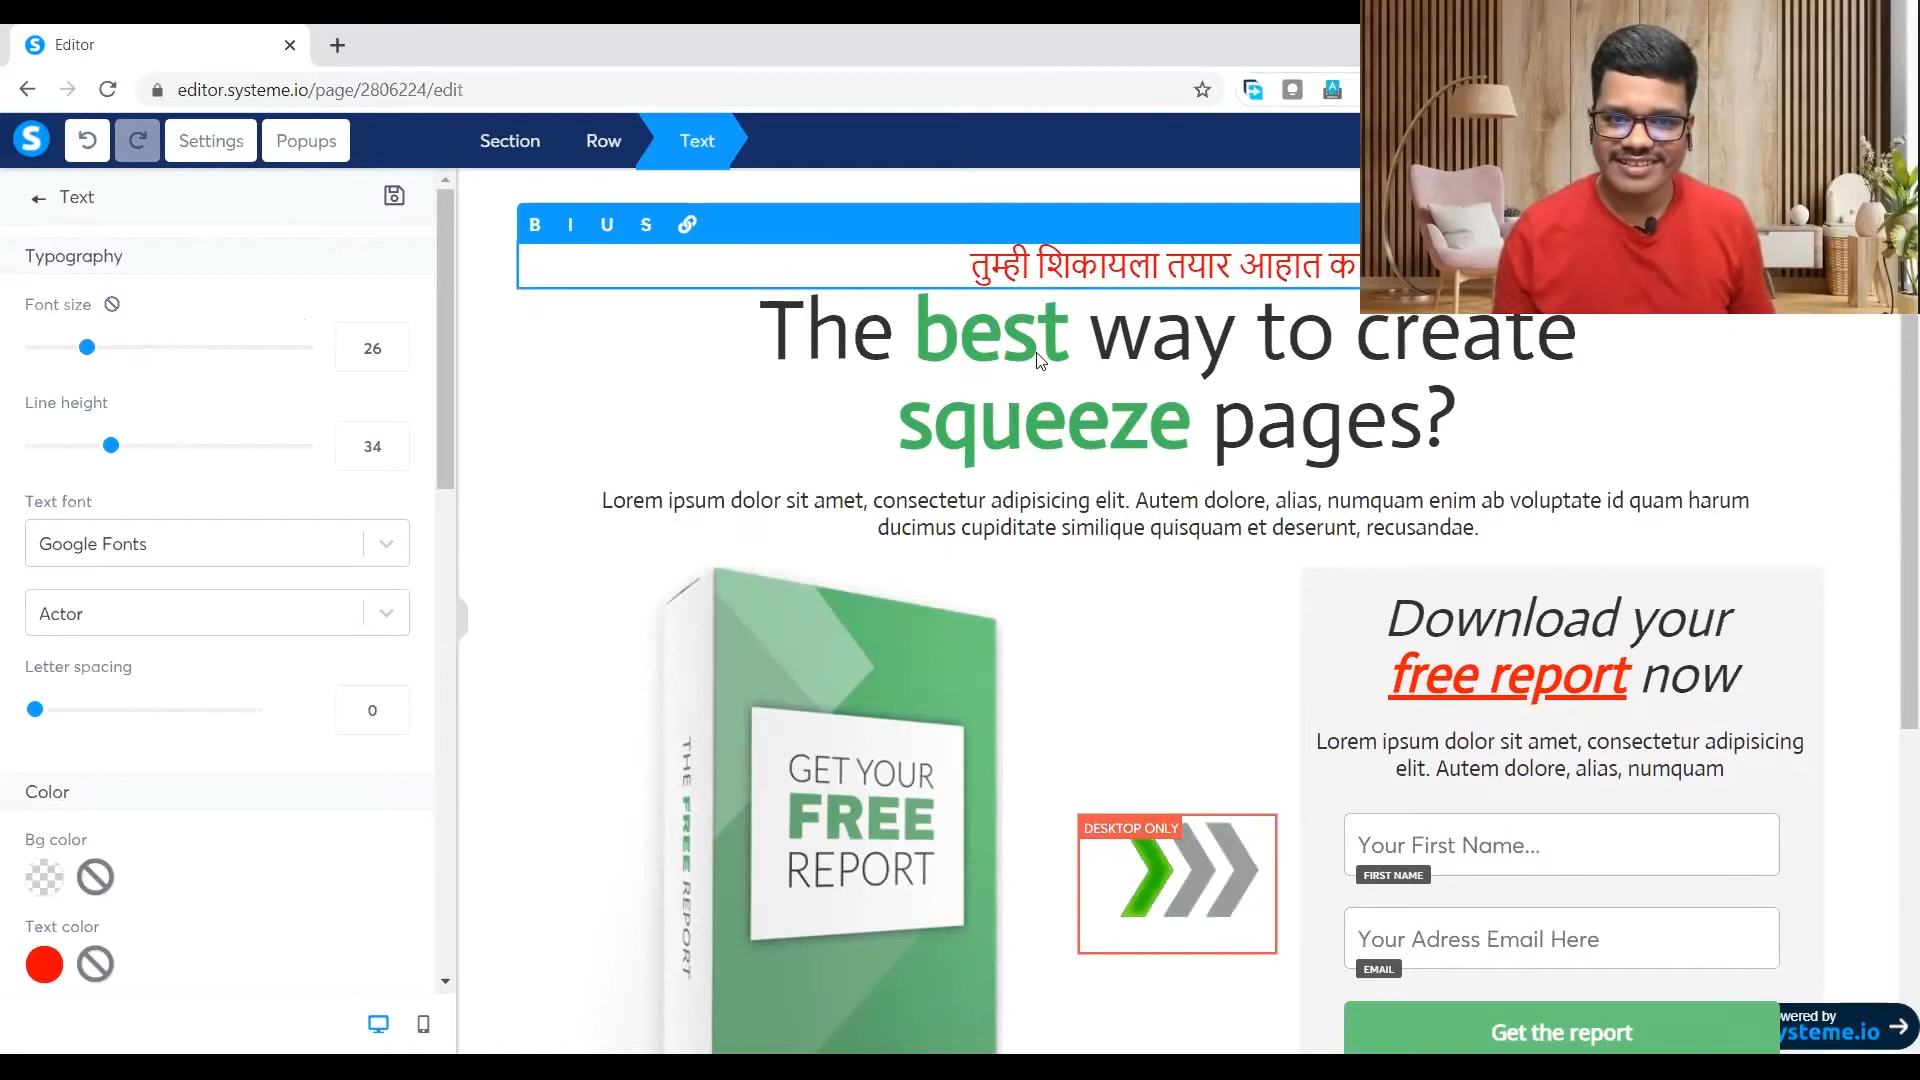 Editor
editor.systeme.io/page/2806224/edit
S
Settings
Popups
Section
Row
Text
Text
Typography
Font size
26
Line height
34
Text font
Google Fonts
Actor
Letter spacing
0
Color
Bg color
Text color
B I U S
तुम्ही शिकायला तयार आहात क
The best way to create
squeeze pages?
Lorem ipsum dolor sit amet, consectetur adipisicing elit. Autem dolore, alias, numquam enim ab voluptate id quam harum
ducimus cupiditate similique quisquam et deserunt, recusandae.
THE FREE REPORT
GET YOUR
FREE
REPORT
DESKTOP ONLY
Download your
free report now
Lorem ipsum dolor sit amet, consectetur adipisicing
elit. Autem dolore, alias, numquam
Your First Name...
FIRST NAME
Your Adress Email Here
EMAIL
Get the report
wered by
ysteme.io